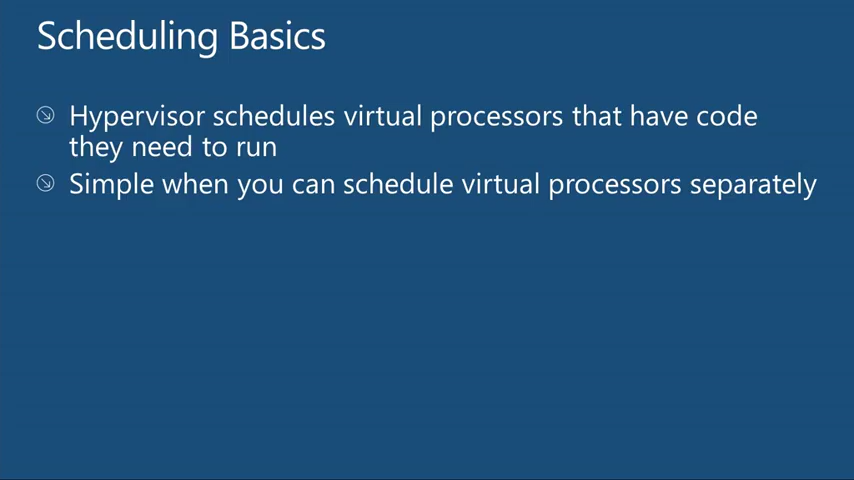 Scheduling Basics
Hypervisor schedules virtual processors that have code
they need to run
Simple when you can schedule virtual processors separately